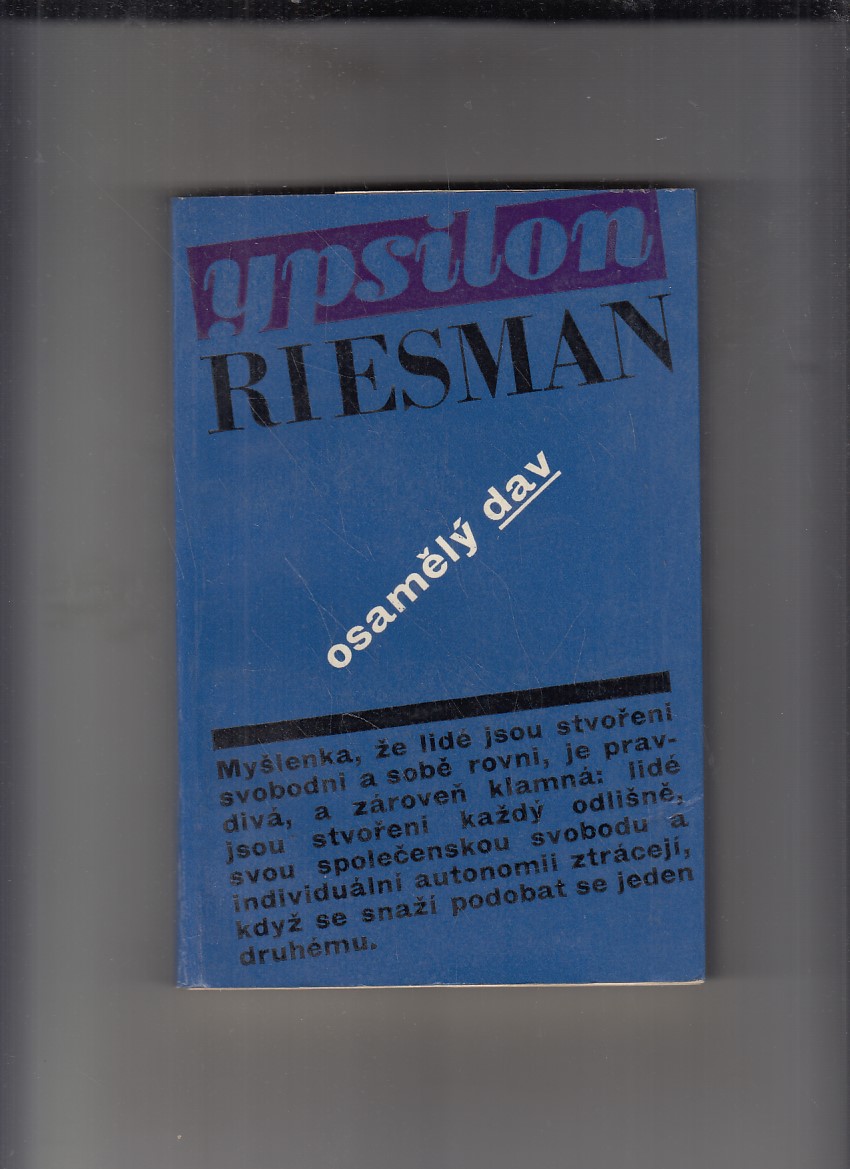 ypsilon
RIESMAN
osamělý dav
Myšlenka, že lidé jsou stvořeni
svobodni a sobě rovni, je prav-
divá, a zároveň klamná: lidé
jsou stvořeni každý odlišně,
svou společenskou svobodu a
individuální autonomii ztrácejí,
když se snaží podobat se jeden
druhému.